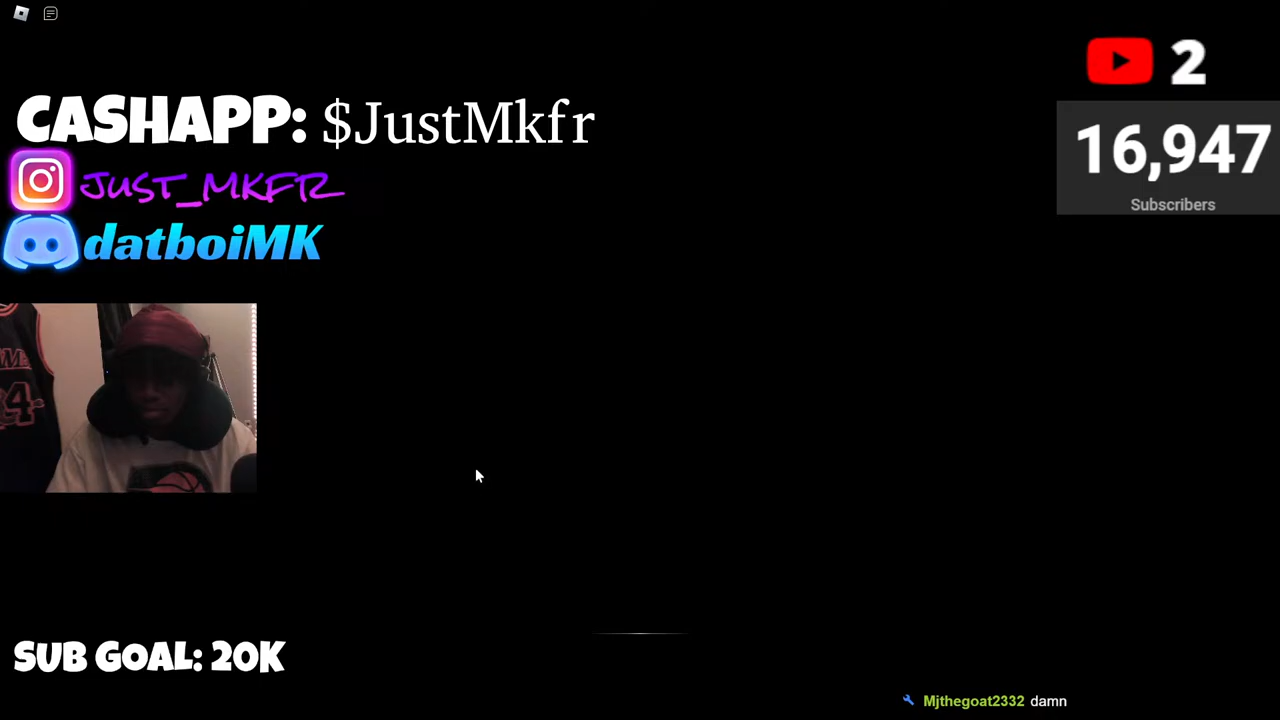 2
CASHAPP: $JustMkfr
16,947
Subscribers
JUST_MKFR
datboiMK
SUB GOAL: 20K
Mjthegoat2332 damn